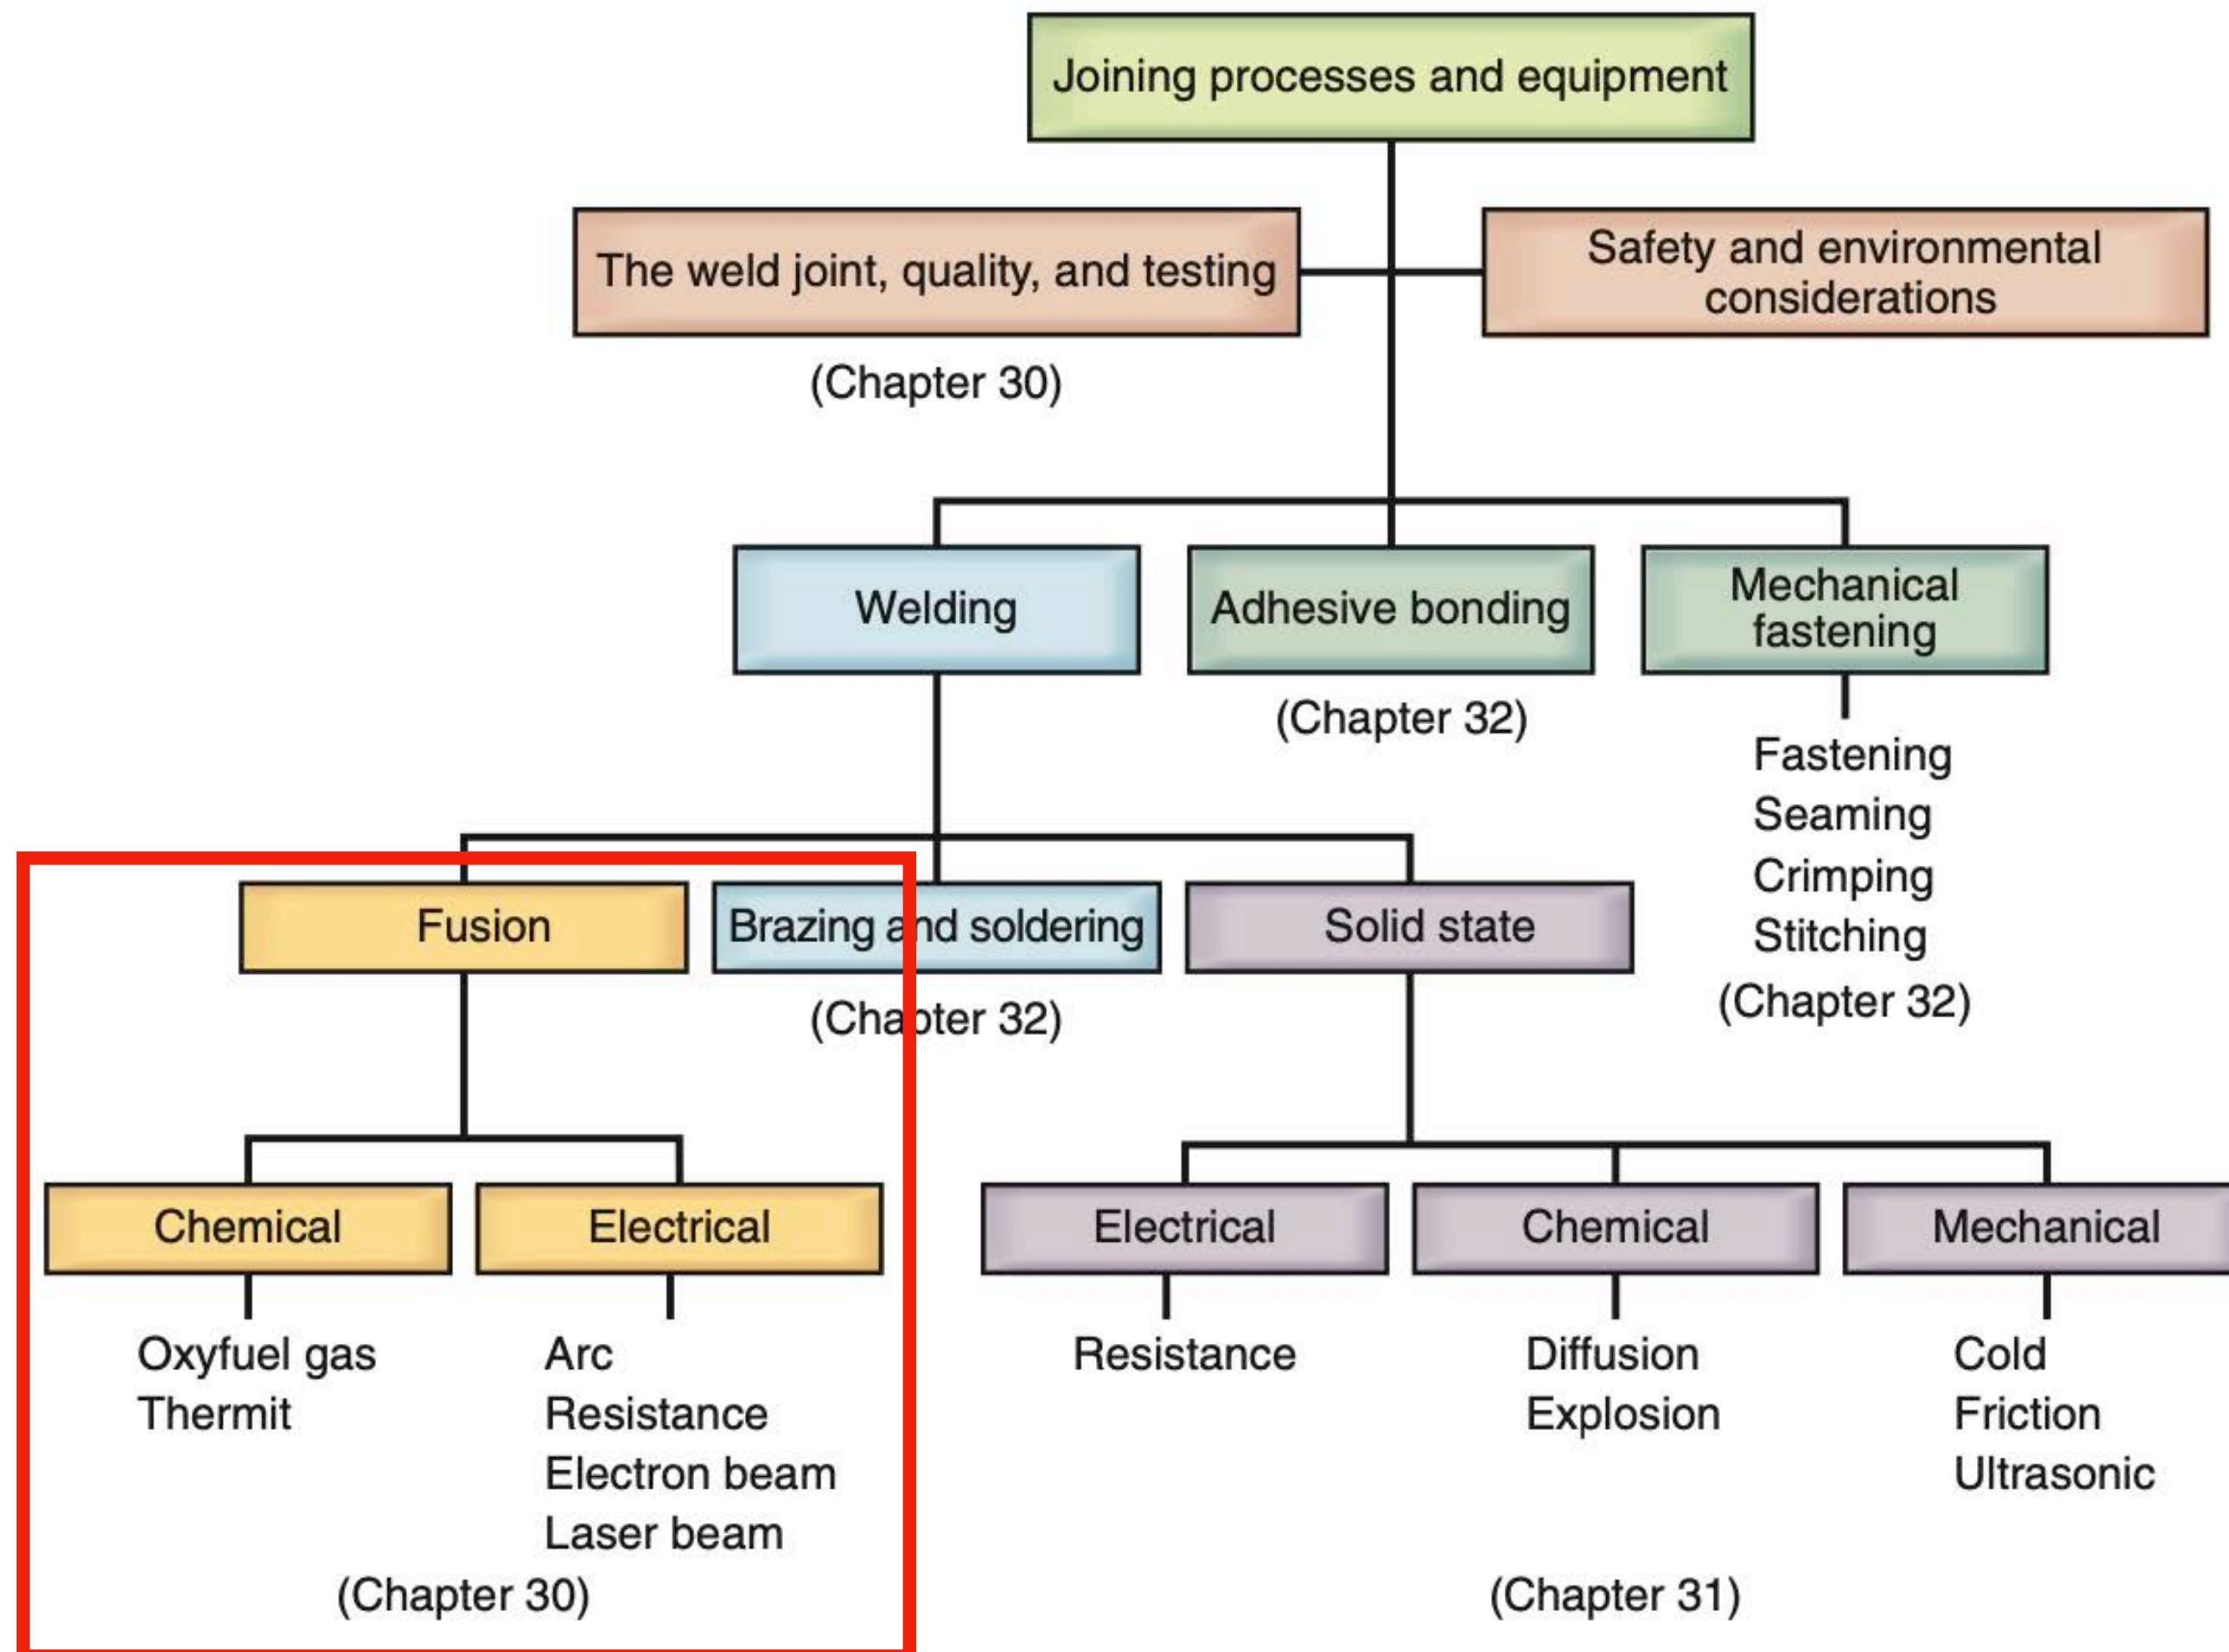 Joining processes and equipment
The weld joint, quality, and testing
(Chapter 30)
Safety and environmental
considerations
Welding
Adhesive bonding
(Chapter 32)
Mechanical
fastening
Fastening
Seaming
Crimping
Stitching
(Chapter 32)
Fusion
Brazing and soldering
(Chapter 32)
Solid state
Chemical
Oxyfuel gas
Thermit
Electrical
Arc
Resistance
Electron beam
Laser beam
(Chapter 30)
Electrical
Resistance
Chemical
Diffusion
Explosion
Mechanical
Cold
Friction
Ultrasonic
(Chapter 31)